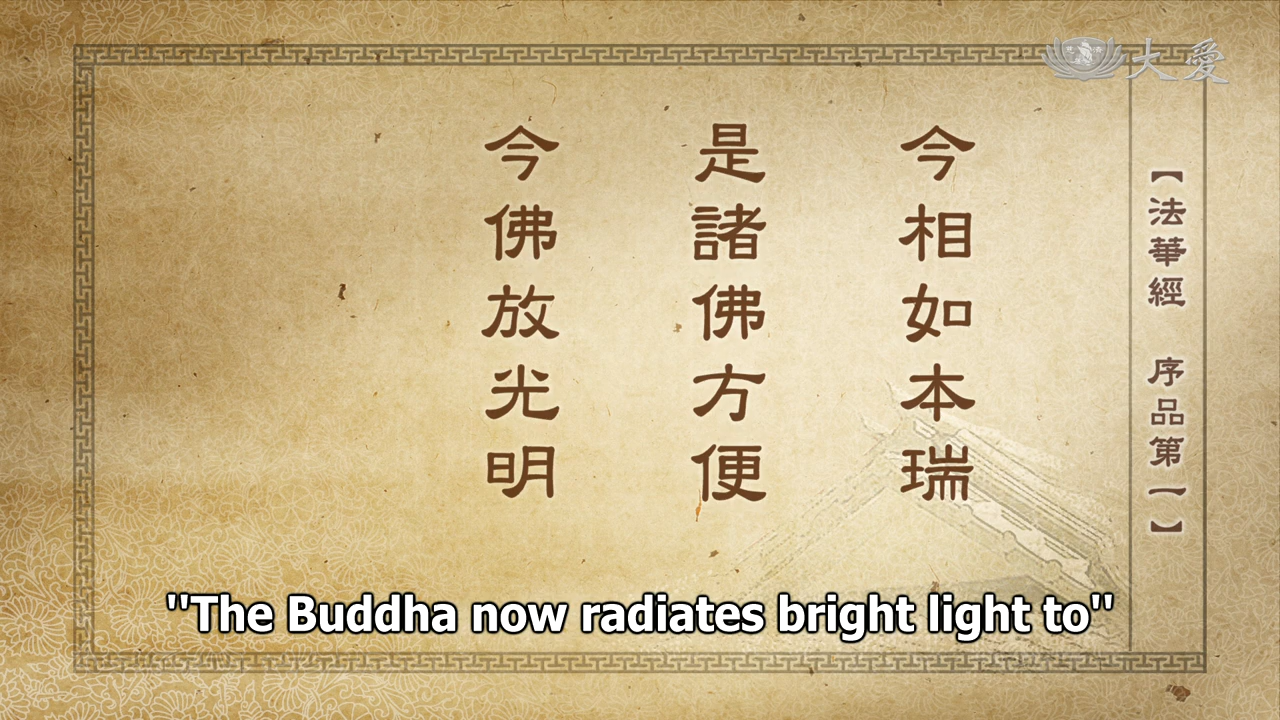 大愛
【法華經 序品第一】
今相如本瑞
是諸佛方便
今佛放光明
"The Buddha now radiates bright light to"